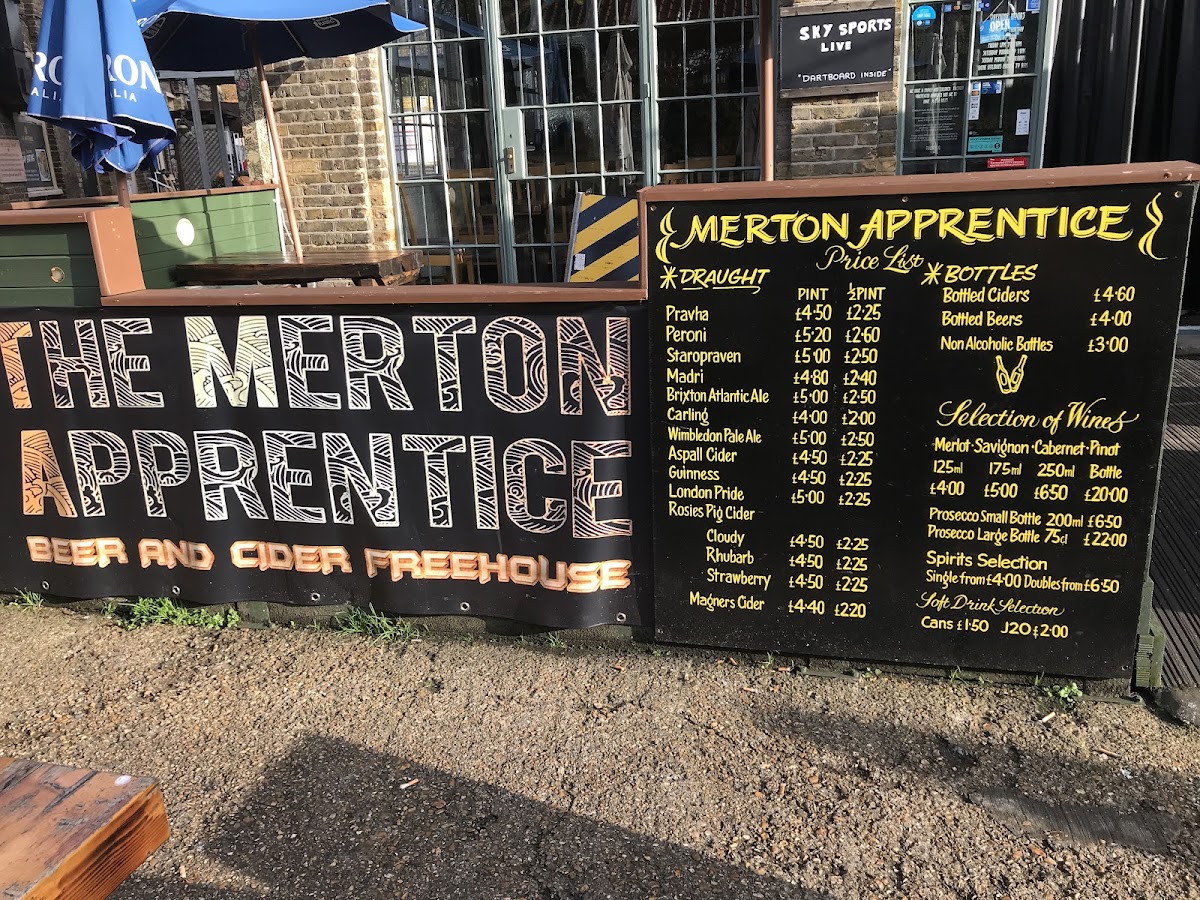 SKY SPORTS
LIVE
"DARTBOARD INSIDE"
OPEN
THE MERTON
APPRENTICE
BEER AND CIDER FREEHOUSE
MERTON APPRENTICE
Price List
*DRAUGHT
PINT ½PINT
Pravha £4·50 £2·25
Peroni £5·20 £2·60
Staropraven £5·00 £2·50
Madri £4·80 £2·40
Brixton Atlantic Ale £5·00 £2·50
Carling £4·00 £2·00
Wimbledon Pale Ale £5·00 £2·50
Aspall Cider £4·50 £2·25
Guinness £4·50 £2·25
London Pride £5·00 £2·25
Rosies Pig Cider
Cloudy £4·50 £2·25
Rhubarb £4·50 £2·25
Strawberry £4·50 £2·25
Magners Cider £4·40 £2·20
*BOTTLES
Bottled Ciders £4·60
Bottled Beers £4·00
Non Alcoholic Bottles £3·00
Selection of Wines
Merlot·Savignon·Cabernet·Pinot
125ml 175ml 250ml Bottle
£4·00 £5·00 £6·50 £20·00
Prosecco Small Bottle 200ml £6·50
Prosecco Large Bottle 75cl £22·00
Spirits Selection
Single from £4·00 Doubles from £6·50
Soft Drink Selection
Cans £1·50 J2O £2·00